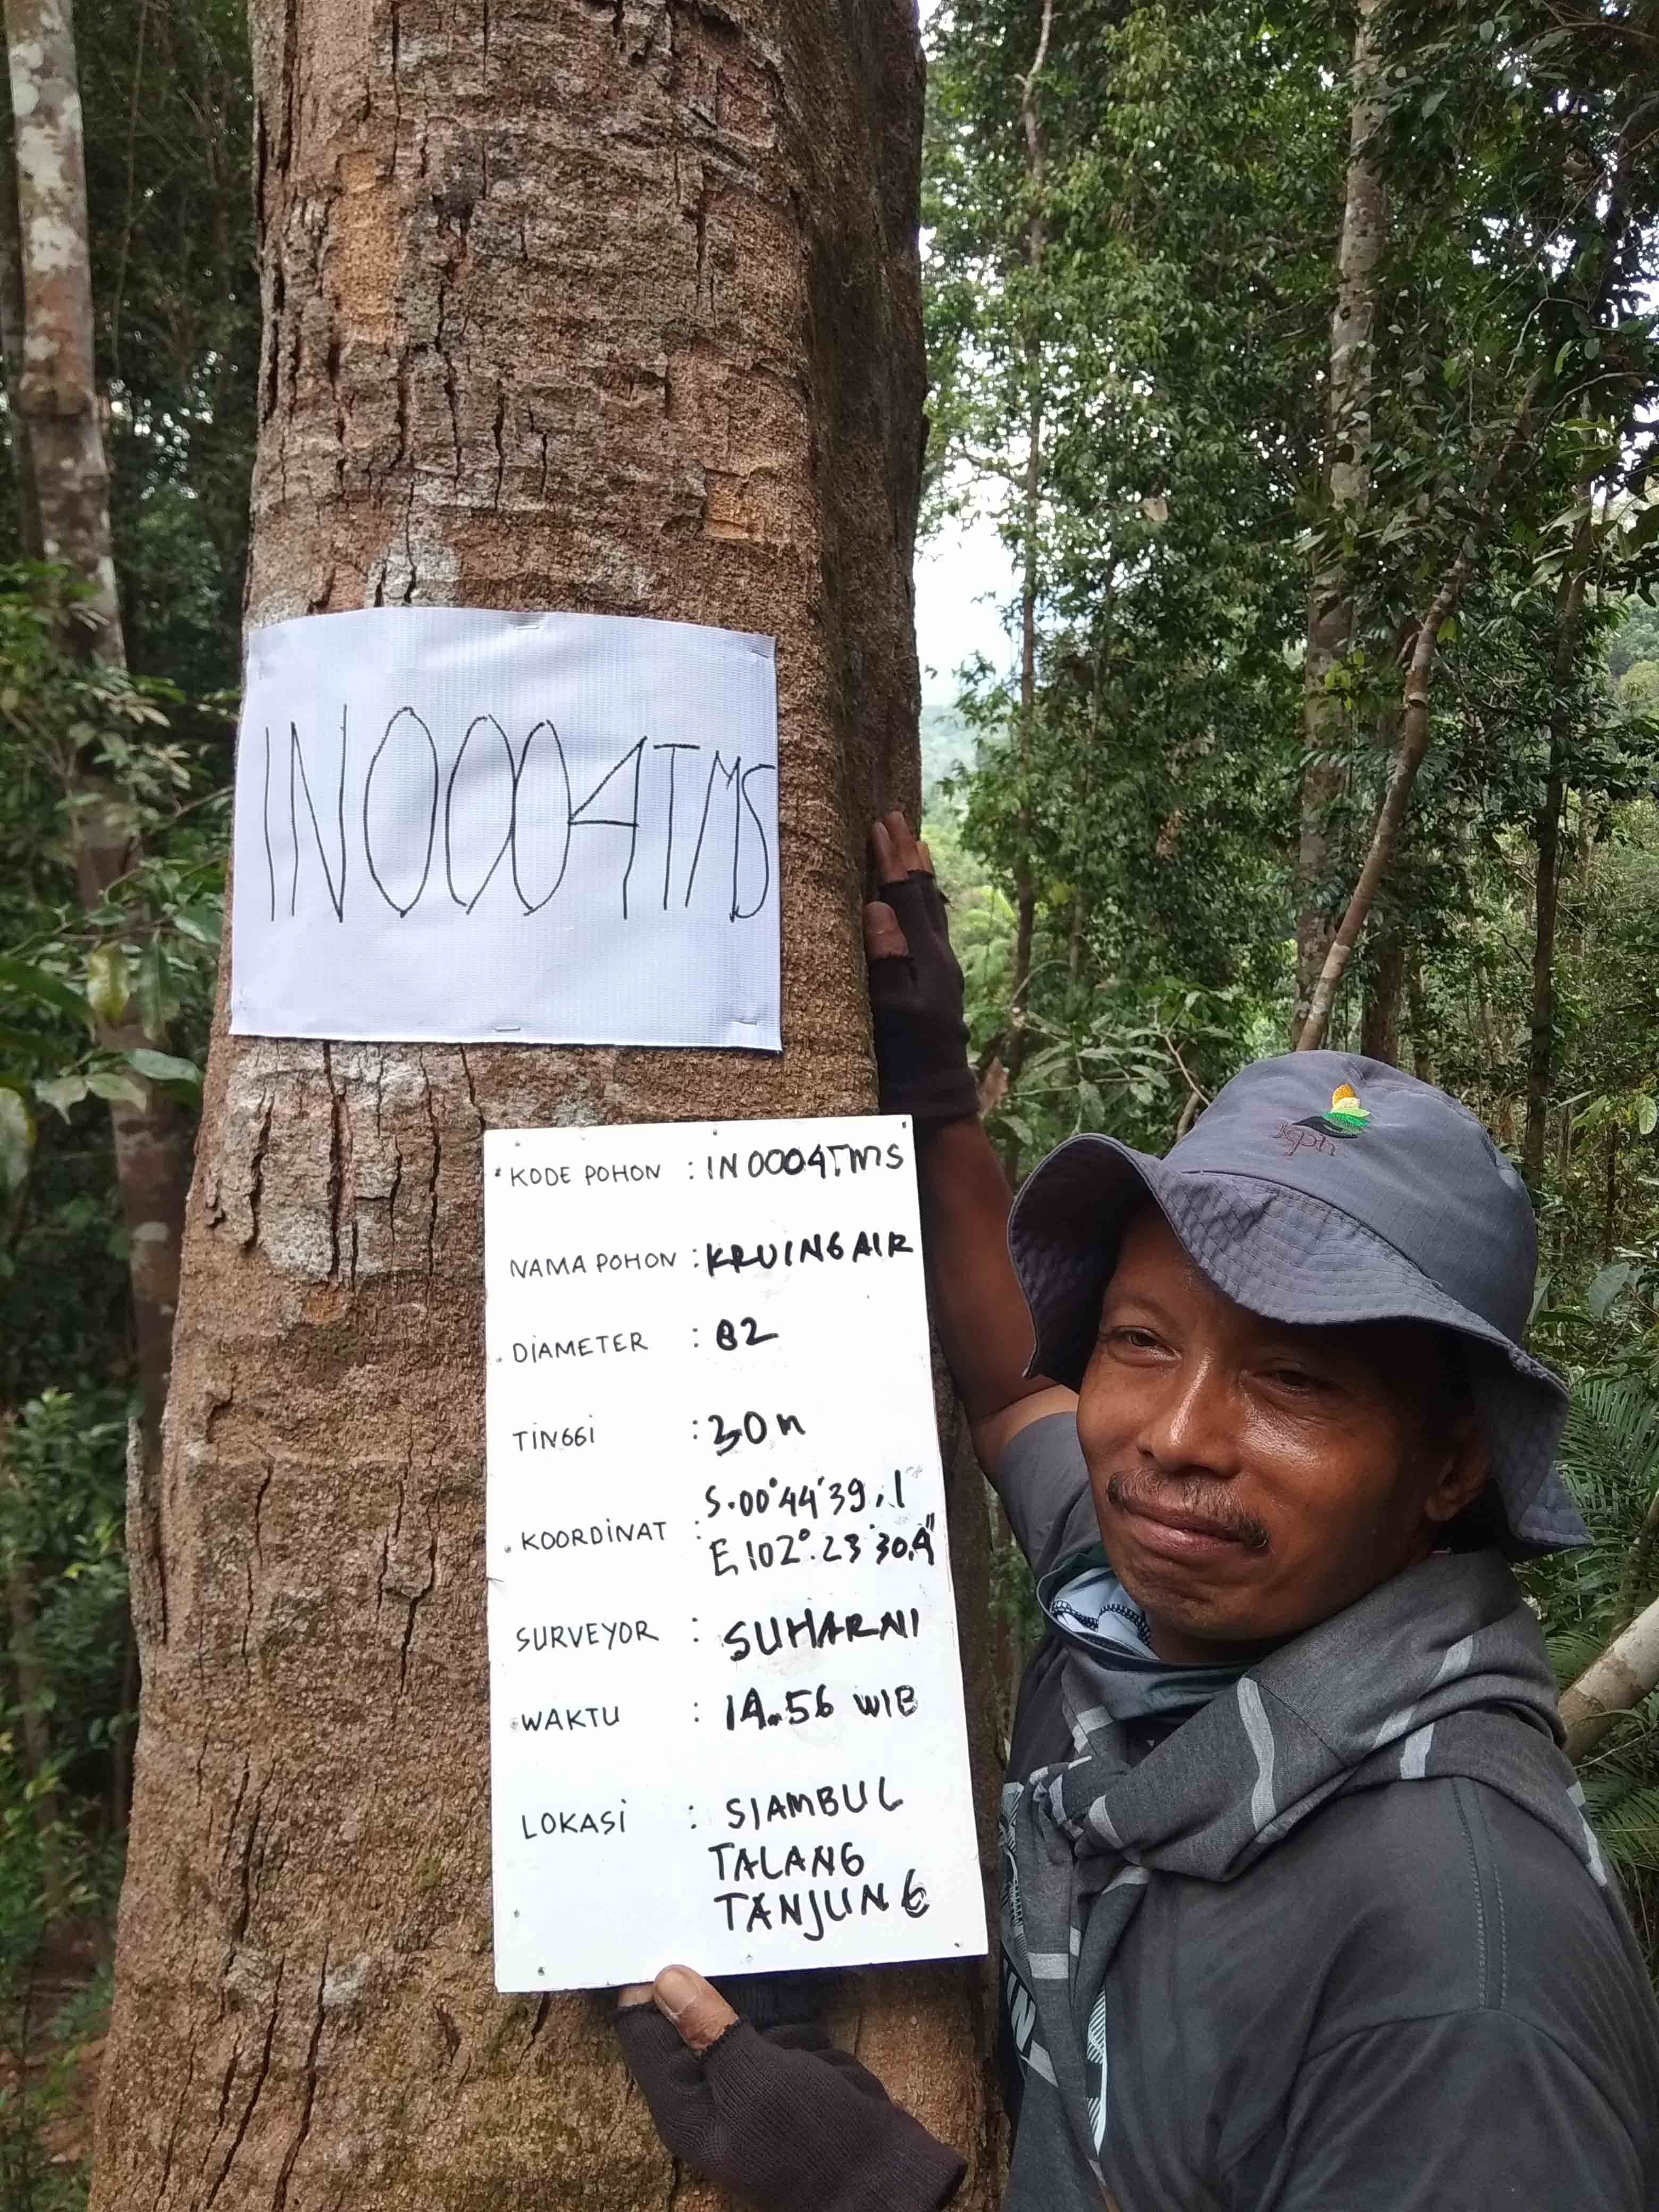 IN0004TMS
KODE POHON : IN0004TMS
NAMA POHON : KRUING AIR
DIAMETER : 82
TINGGI : 30 m
KOORDINAT : S.00°44'39,1"
E 102°.23'30.4"
SURVEYOR : SUHARNI
WAKTU : 14.56 WIB
LOKASI : SIAMBUL
TALANG
TANJUNG
kph